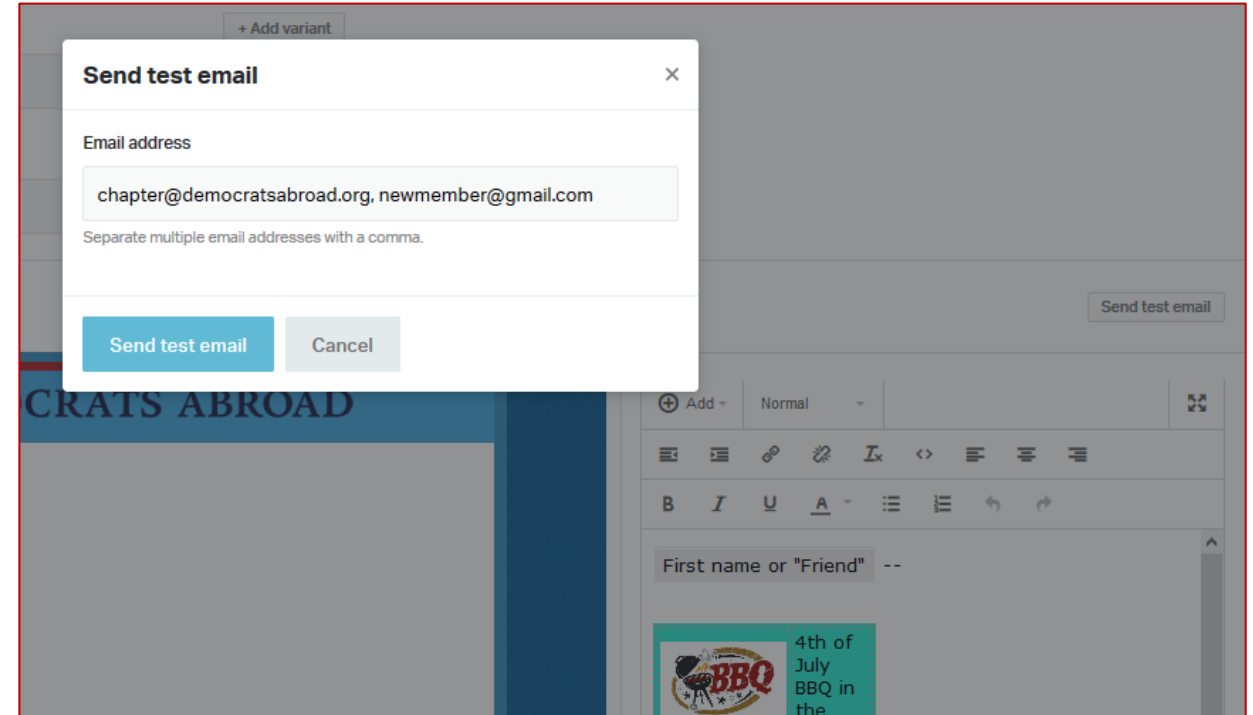 + Add variant
Send test email
Email address
chapter@democratsabroad.org, newmember@gmail.com
Separate multiple email addresses with a comma.
Send test email
Send test email Cancel
CRATS ABROAD
Add Normal
B I U A
First name or "Friend" --
BBQ
4th of
July
BBQ in
the